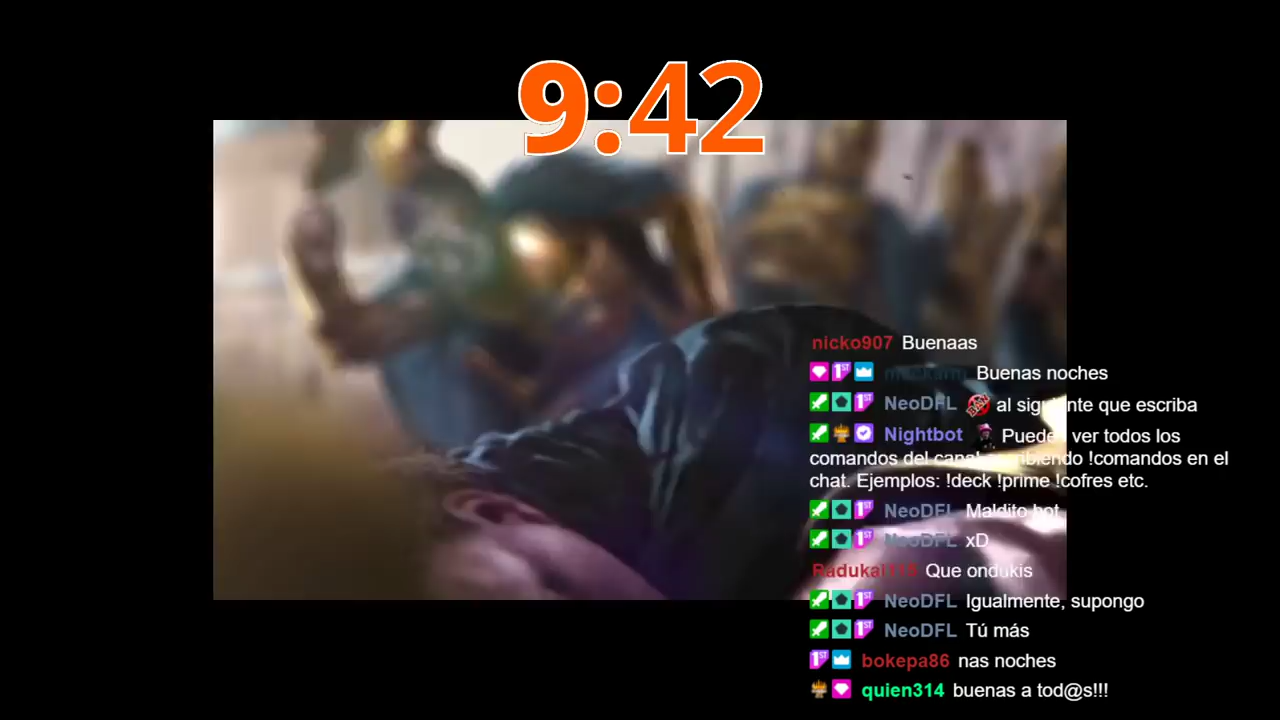 9:42
nicko907 Buenaas
Buenas noches
NeoDFL al siguiente que escriba
Nightbot Puedes ver todos los
comandos del canal escribiendo !comandos en el
chat. Ejemplos: !deck !prime !cofres etc.
NeoDFL Maldito bot
NeoDFL xD
Que ondukis
NeoDFL Igualmente, supongo
NeoDFL Tú más
bokepa86 nas noches
quien314 buenas a tod@s!!!